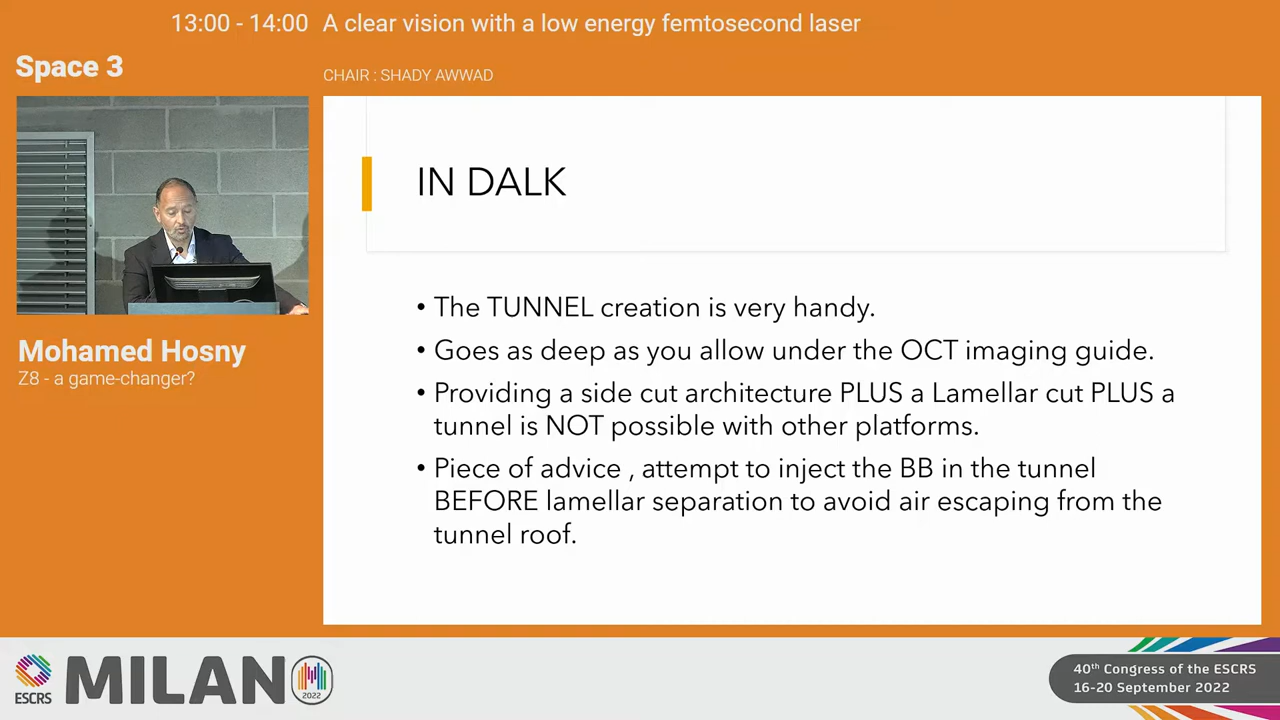 13:00 - 14:00 A clear vision with a low energy femtosecond laser
Space 3
CHAIR : SHADY AWWAD
IN DALK
• The TUNNEL creation is very handy.
• Goes as deep as you allow under the OCT imaging guide.
• Providing a side cut architecture PLUS a Lamellar cut PLUS a
tunnel is NOT possible with other platforms.
• Piece of advice , attempt to inject the BB in the tunnel
BEFORE lamellar separation to avoid air escaping from the
tunnel roof.
Mohamed Hosny
Z8 - a game-changer?
ESCRS
MILANO
2022
40th Congress of the ESCRS
16-20 September 2022